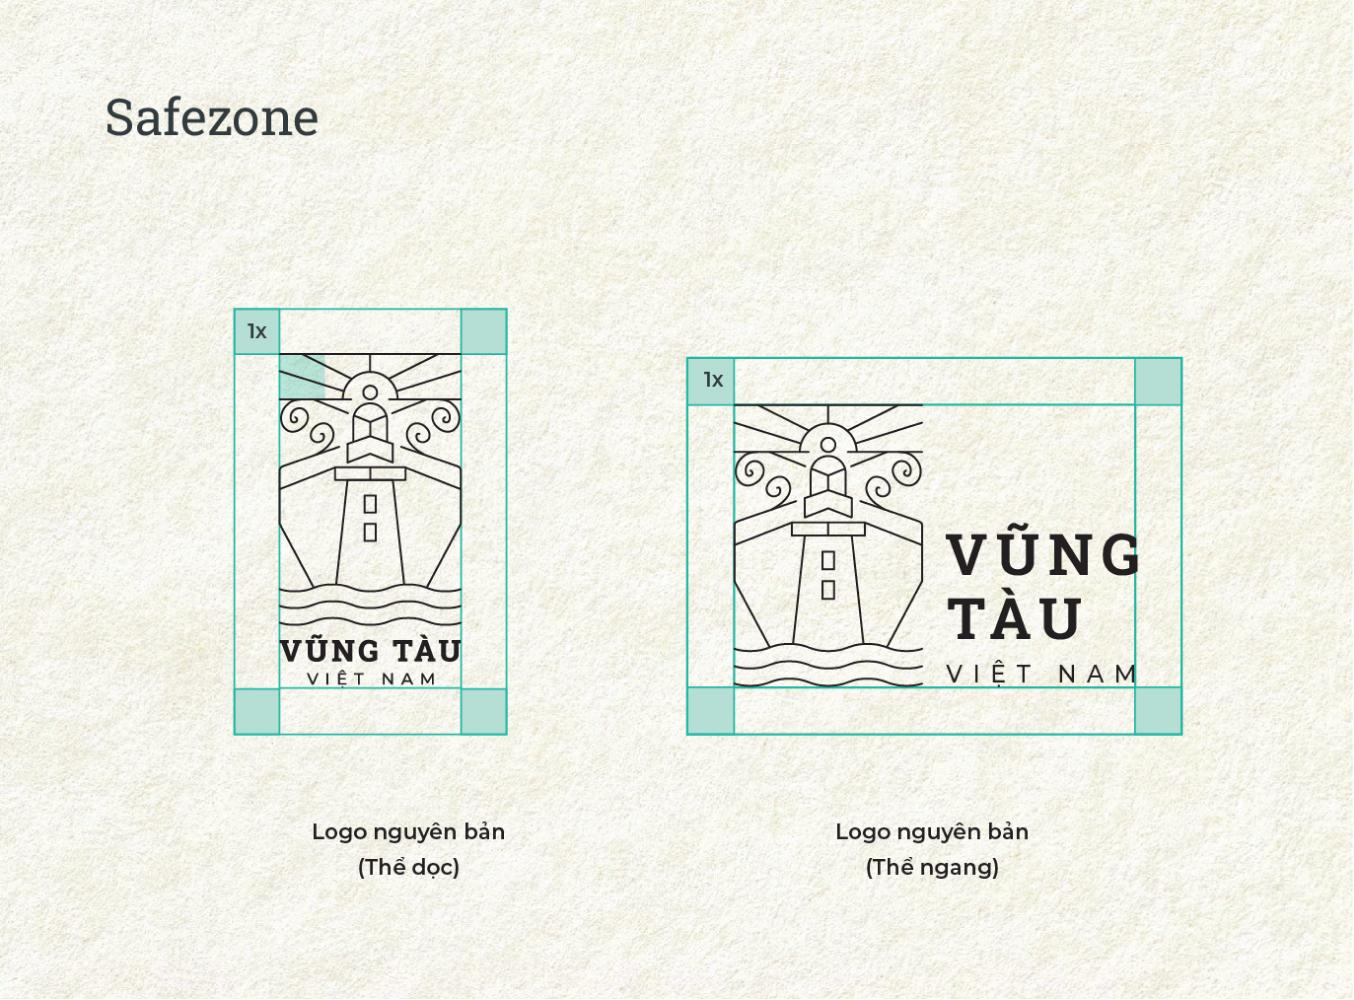 Safezone
1x
VŨNG TÀU
VIỆT NAM
Logo nguyên bản
(Thể dọc)
1x
VŨNG
TÀU
VIỆT NAM
Logo nguyên bản
(Thể ngang)